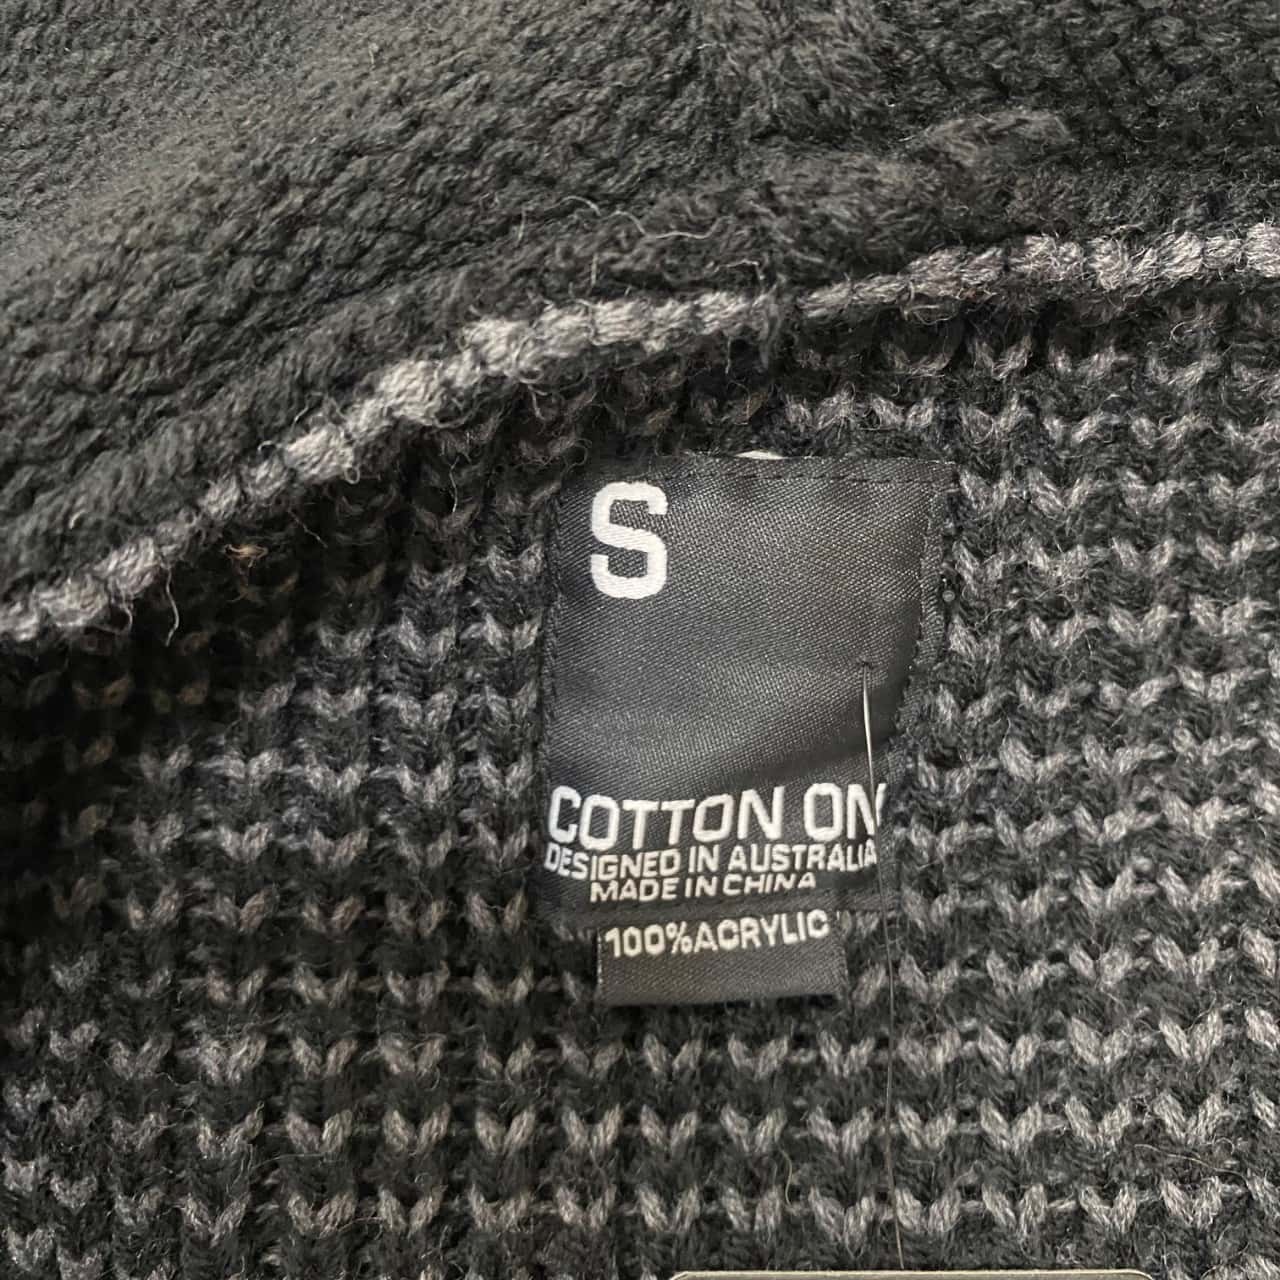 S
COTTON ON
DESIGNED IN AUSTRALIA
MADE IN CHINA
100%ACRYLIC